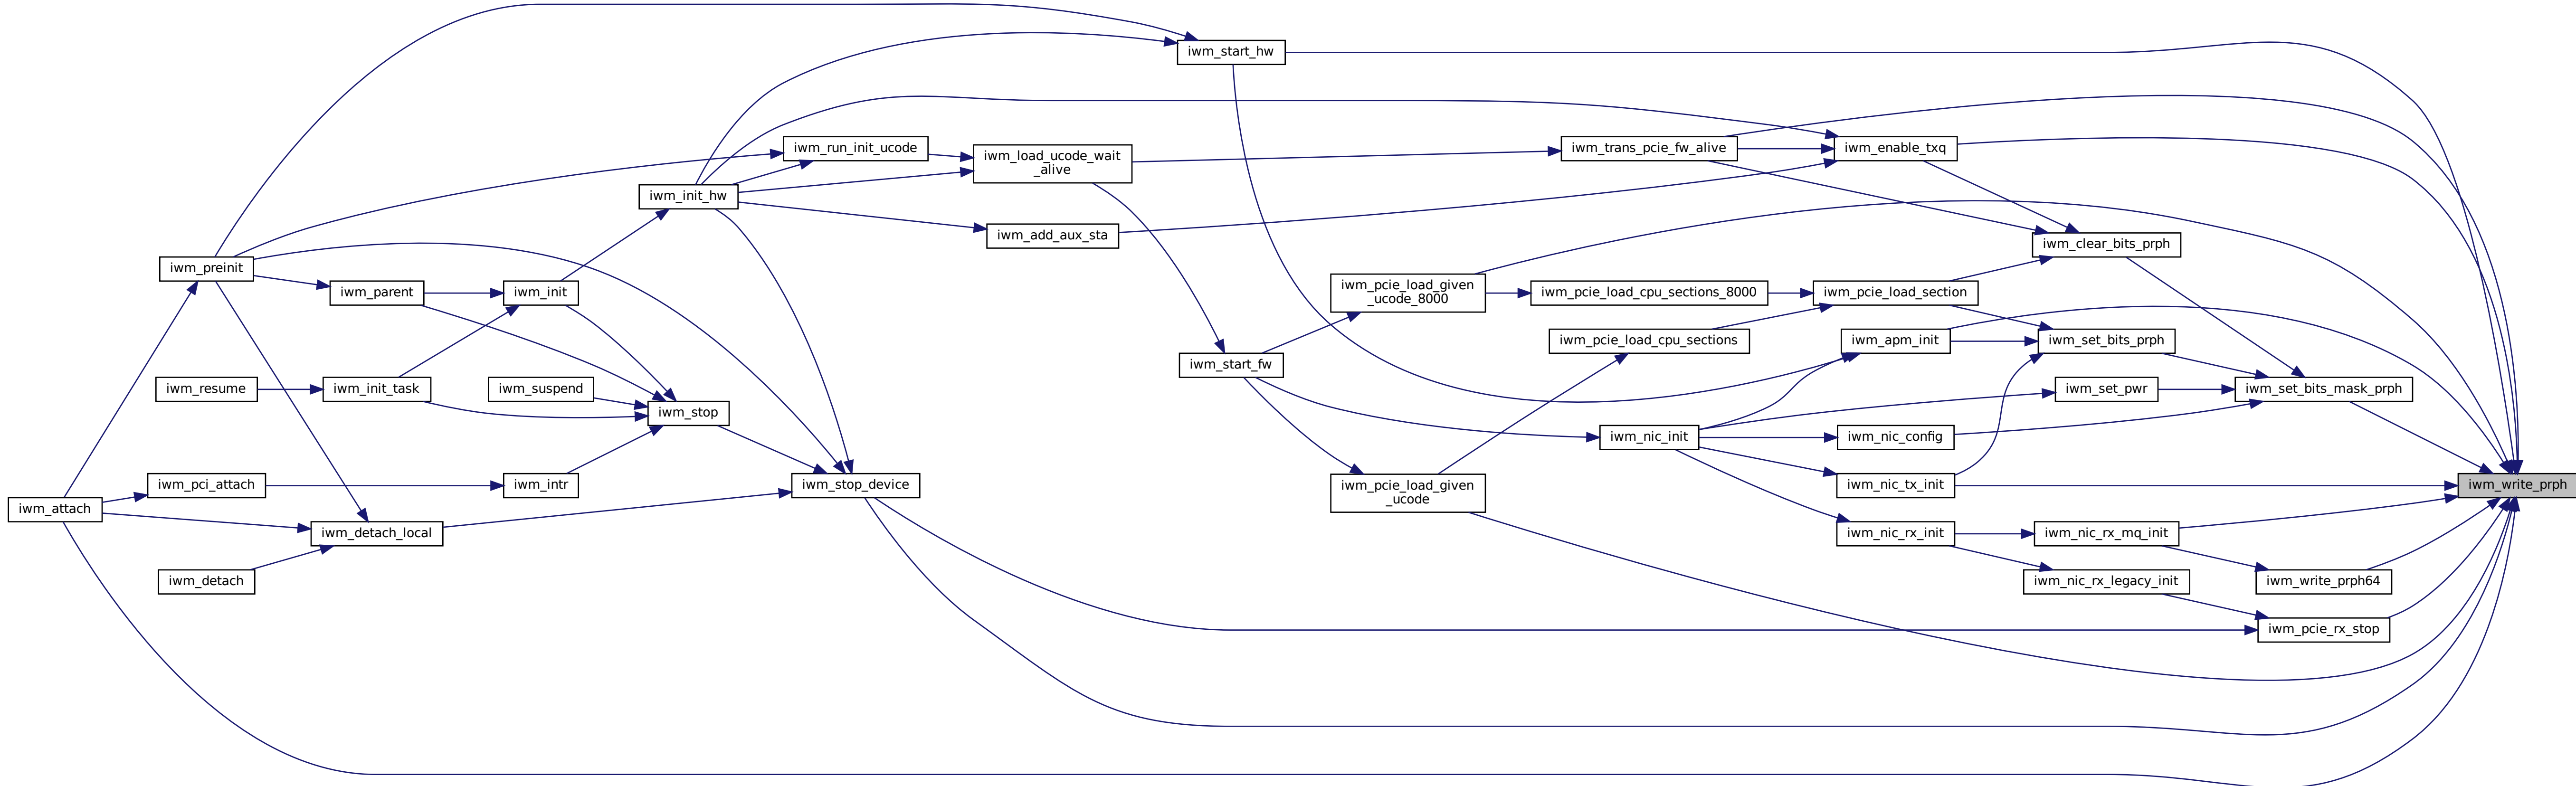 iwm_start_hw
iwm_run_init_ucode
iwm_load_ucode_wait
_alive
iwm_trans_pcie_fw_alive
iwm_enable_txq
iwm_init_hw
iwm_add_aux_sta
iwm_clear_bits_prph
iwm_preinit
iwm_parent
iwm_init
iwm_pcie_load_given
_ucode_8000
iwm_pcie_load_cpu_sections_8000
iwm_pcie_load_section
iwm_pcie_load_cpu_sections
iwm_apm_init
iwm_set_bits_prph
iwm_start_fw
iwm_resume
iwm_init_task
iwm_suspend
iwm_stop
iwm_set_pwr
iwm_set_bits_mask_prph
iwm_nic_init
iwm_nic_config
iwm_attach
iwm_pci_attach
iwm_intr
iwm_stop_device
iwm_pcie_load_given
_ucode
iwm_nic_tx_init
iwm_write_prph
iwm_detach_local
iwm_nic_rx_init
iwm_nic_rx_mq_init
iwm_detach
iwm_nic_rx_legacy_init
iwm_write_prph64
iwm_pcie_rx_stop